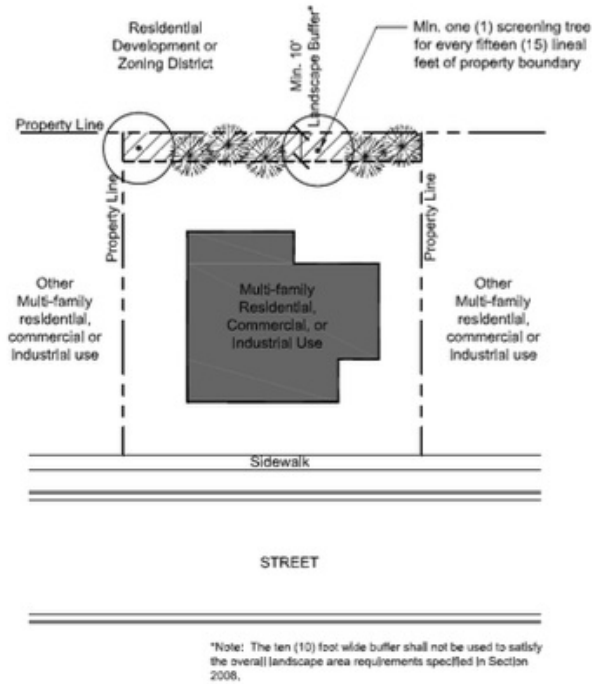 Residential
Development or
Zoning District
Min. 10'
Landscape Buffer*
Min. one (1) screening tree
for every fifteen (15) lineal
feet of property boundary
Property Line
Property Line
Property Line
Other
Multi-family
residential,
commercial or
Industrial use
Multi-family
Residential,
Commercial, or
Industrial Use
Other
Multi-family
residential,
commercial or
Industrial use
Sidewalk
STREET
*Note: The ten (10) foot wide buffer shall not be used to satisfy
the overall landscape area requirements specified in Section
2008.